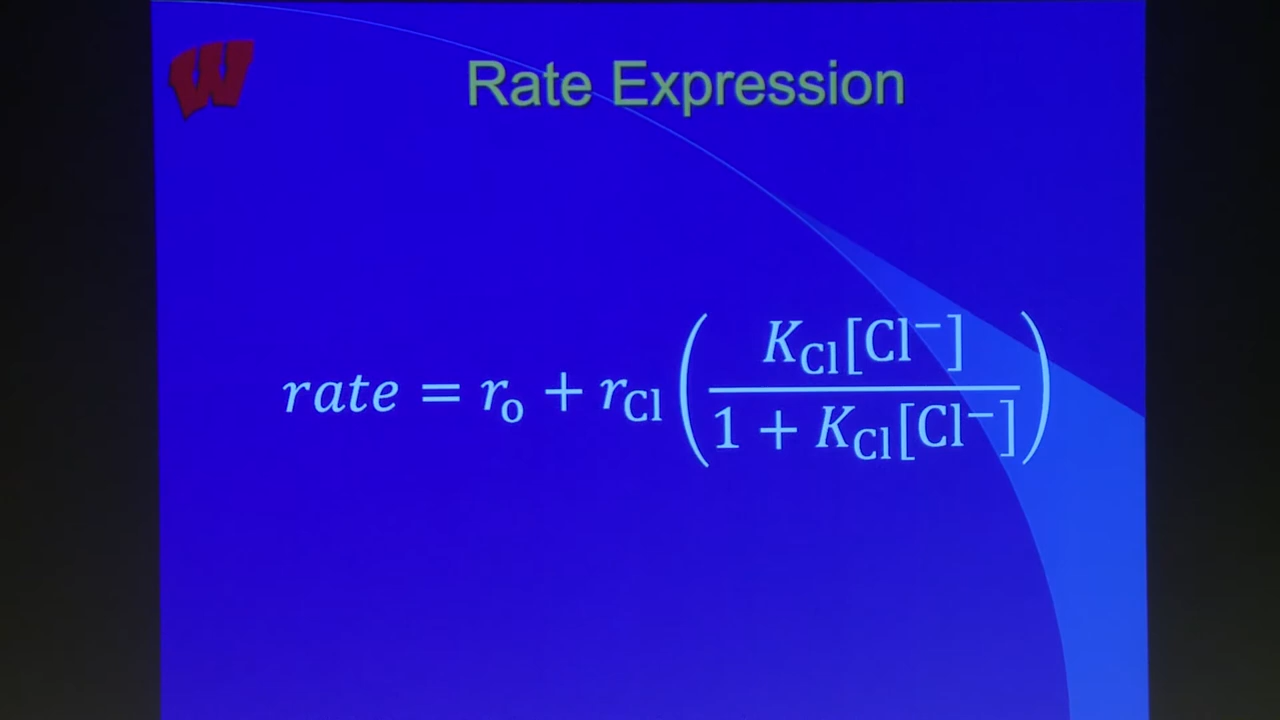 W
Rate Expression
rate = r₀ + r_Cl ( K_Cl[Cl⁻] / 1 + K_Cl[Cl⁻] )